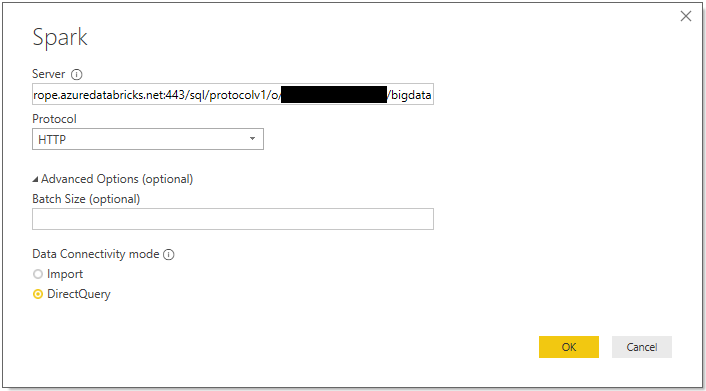 Spark
Server
rope.azuredatabricks.net:443/sql/protocolv1/o/ /bigdata
Protocol
HTTP
Advanced Options (optional)
Batch Size (optional)
Data Connectivity mode
Import
DirectQuery
OK Cancel